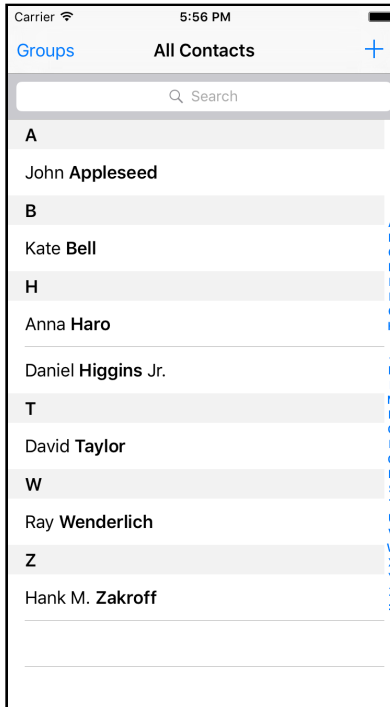 Carrier 5:56 PM
Groups All Contacts +
Search
A
John Appleseed
B
Kate Bell
H
Anna Haro
Daniel Higgins Jr.
T
David Taylor
W
Ray Wenderlich
Z
Hank M. Zakroff